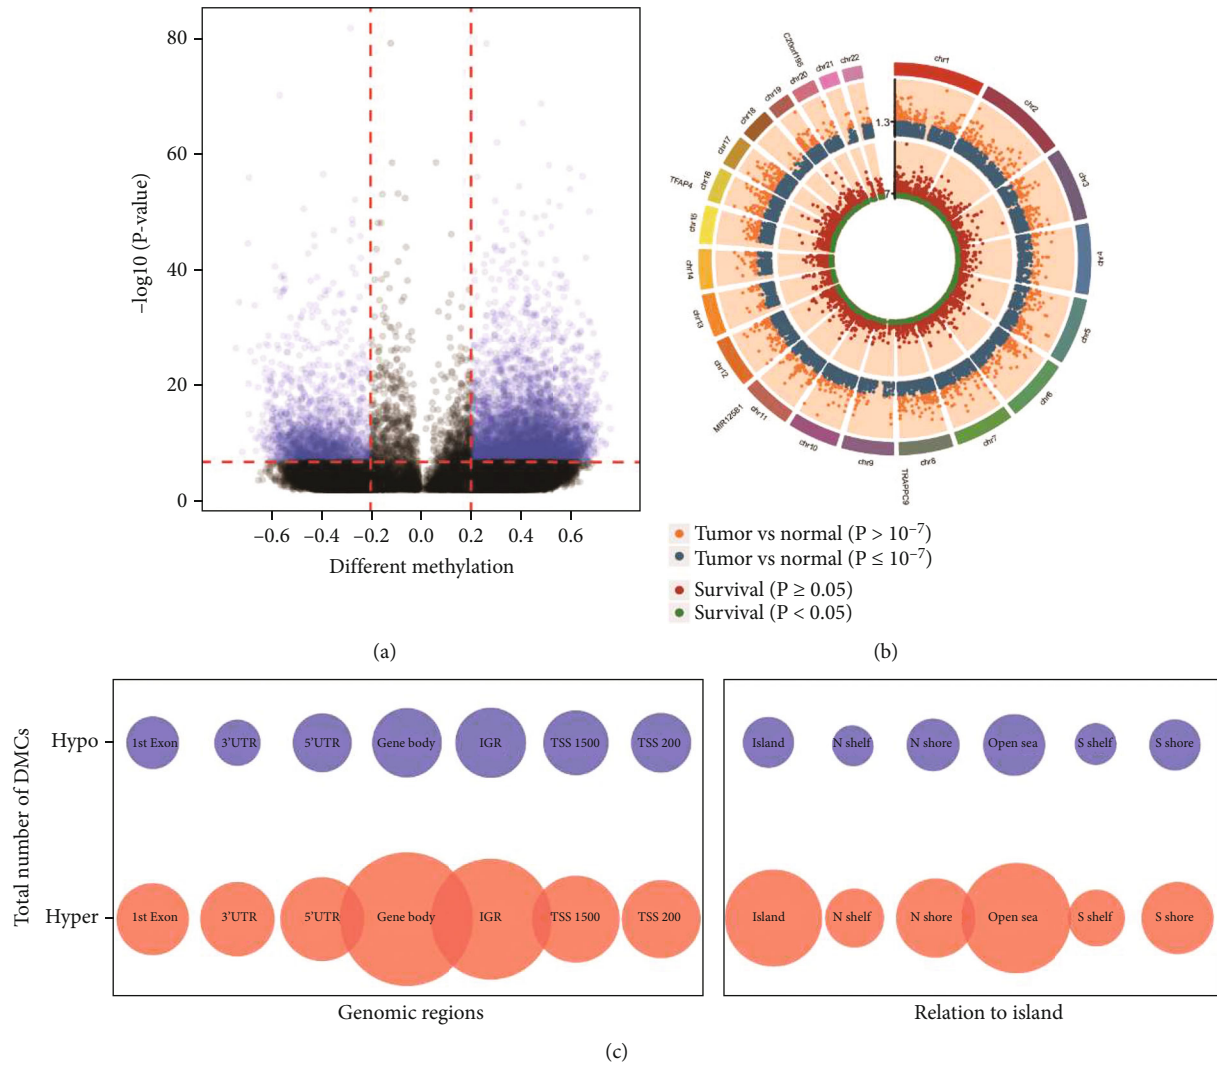 80
60
40
20
0
−log10 (P-value)
−0.6 −0.4 −0.2 0.0 0.2 0.4 0.6
Different methylation
(a)
chr1
chr2
chr3
chr4
chr5
chr6
chr7
chr8
TRAPPC9
chr9
chr10
chr11
MIR125B1
chr12
chr13
chr14
chr15
chr16
TFAP4
chr17
chr18
chr19
chr20
C20orf195
chr21
chr22
1.3
7
Tumor vs normal (P > 10⁻⁷)
Tumor vs normal (P ≤ 10⁻⁷)
Survival (P ≥ 0.05)
Survival (P < 0.05)
(b)
Total number of DMCs
Hypo
1st Exon 3'UTR 5'UTR Gene body IGR TSS 1500 TSS 200
Island N shelf N shore Open sea S shelf S shore
Hyper
1st Exon 3'UTR 5'UTR Gene body IGR TSS 1500 TSS 200
Island N shelf N shore Open sea S shelf S shore
Genomic regions
Relation to island
(c)